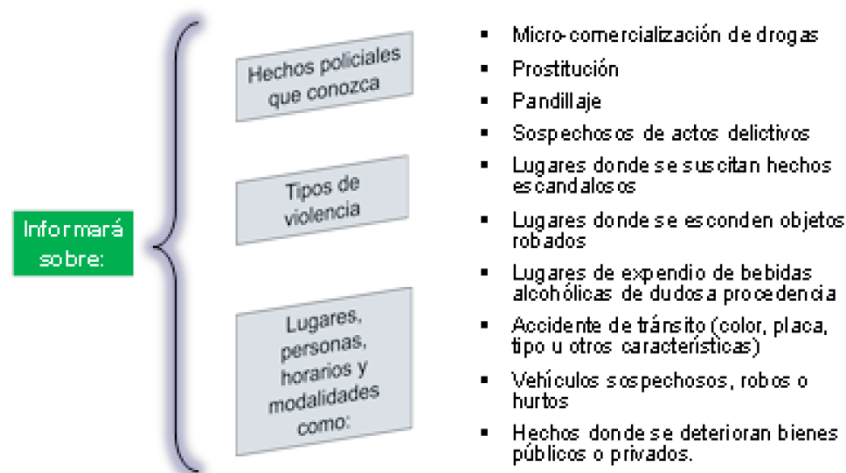 Informará
sobre:
Hechos policiales
que conozca
Tipos de
violencia
Lugares,
personas,
horarios y
modalidades
como:
▪ Micro-comercialización de drogas
▪ Prostitución
▪ Pandillaje
▪ Sospechosos de actos delictivos
▪ Lugares donde se suscitan hechos
escandalosos
▪ Lugares donde se esconden objetos
robados
▪ Lugares de expendio de bebidas
alcohólicas de dudosa procedencia
▪ Accidente de tránsito (color, placa,
tipo u otros características)
▪ Vehículos sospechosos, robos o
hurtos
▪ Hechos donde se deterioran bienes
públicos o privados.